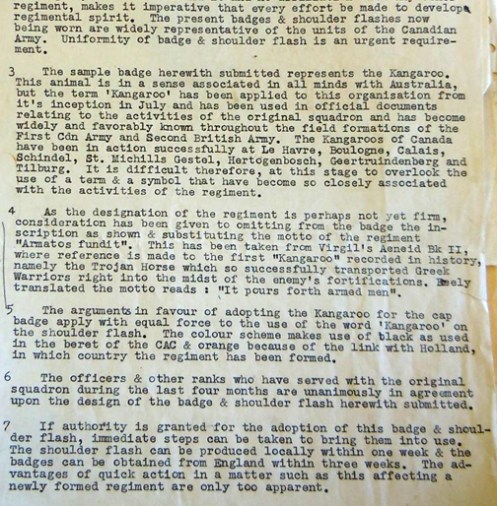 regiment, makes it imperative that every effort be made to develop
regimental spirit. The present badges & shoulder flashes now
being worn are widely representative of the units of the Canadian
Army. Uniformity of badge & shoulder flash is an urgent require-
ment.
3 The sample badge herewith submitted represents the Kangaroo.
This animal is in a sense associated in all minds with Australia,
but the term 'Kangaroo' has been applied to this organisation from
it's inception in July and has been used in official documents
relating to the activities of the original squadron and has become
widely and favorably known throughout the field formations of the
First Cdn Army and Second British Army. The Kangaroos of Canada
have been in action successfully at Le Havre, Boulogne, Calais,
Schindel, St. Michills Gestel, Hertogenbosch, Geertruindenberg and
Tilburg. It is difficult therefore, at this stage to overlook the
use of a term & a symbol that have become so closely associated
with the activities of the regiment.
4 As the designation of the regiment is perhaps not yet firm,
consideration has been given to omitting from the badge the in-
scription as shown & substituting the motto of the regiment
"Armatos fundit". This has been taken from Virgil's Aeneid Bk II,
where reference is made to the first "Kangaroo" recorded in history,
namely the Trojan Horse which so successfully transported Greek
Warriors right into the midst of the enemy's fortifications.
translated the motto reads : "It pours forth armed men".
5 The arguments in favour of adopting the Kangaroo for the cap
badge apply with equal force to the use of the word 'Kangaroo' on
the shoulder flash. The colour scheme makes use of black as used
in the beret of the CAC & orange because of the link with Holland,
in which country the regiment has been formed.
6 The officers & other ranks who have served with the original
squadron during the last four months are unanimously in agreement
upon the design of the badge & shoulder flash herewith submitted.
7 If authority is granted for the adoption of this badge & shoul-
der flash, immediate steps can be taken to bring them into use.
The shoulder flash can be produced locally within one week & the
badges can be obtained from England within three weeks. The ad-
vantages of quick action in a matter such as this affecting a
newly formed regiment are only too apparent.